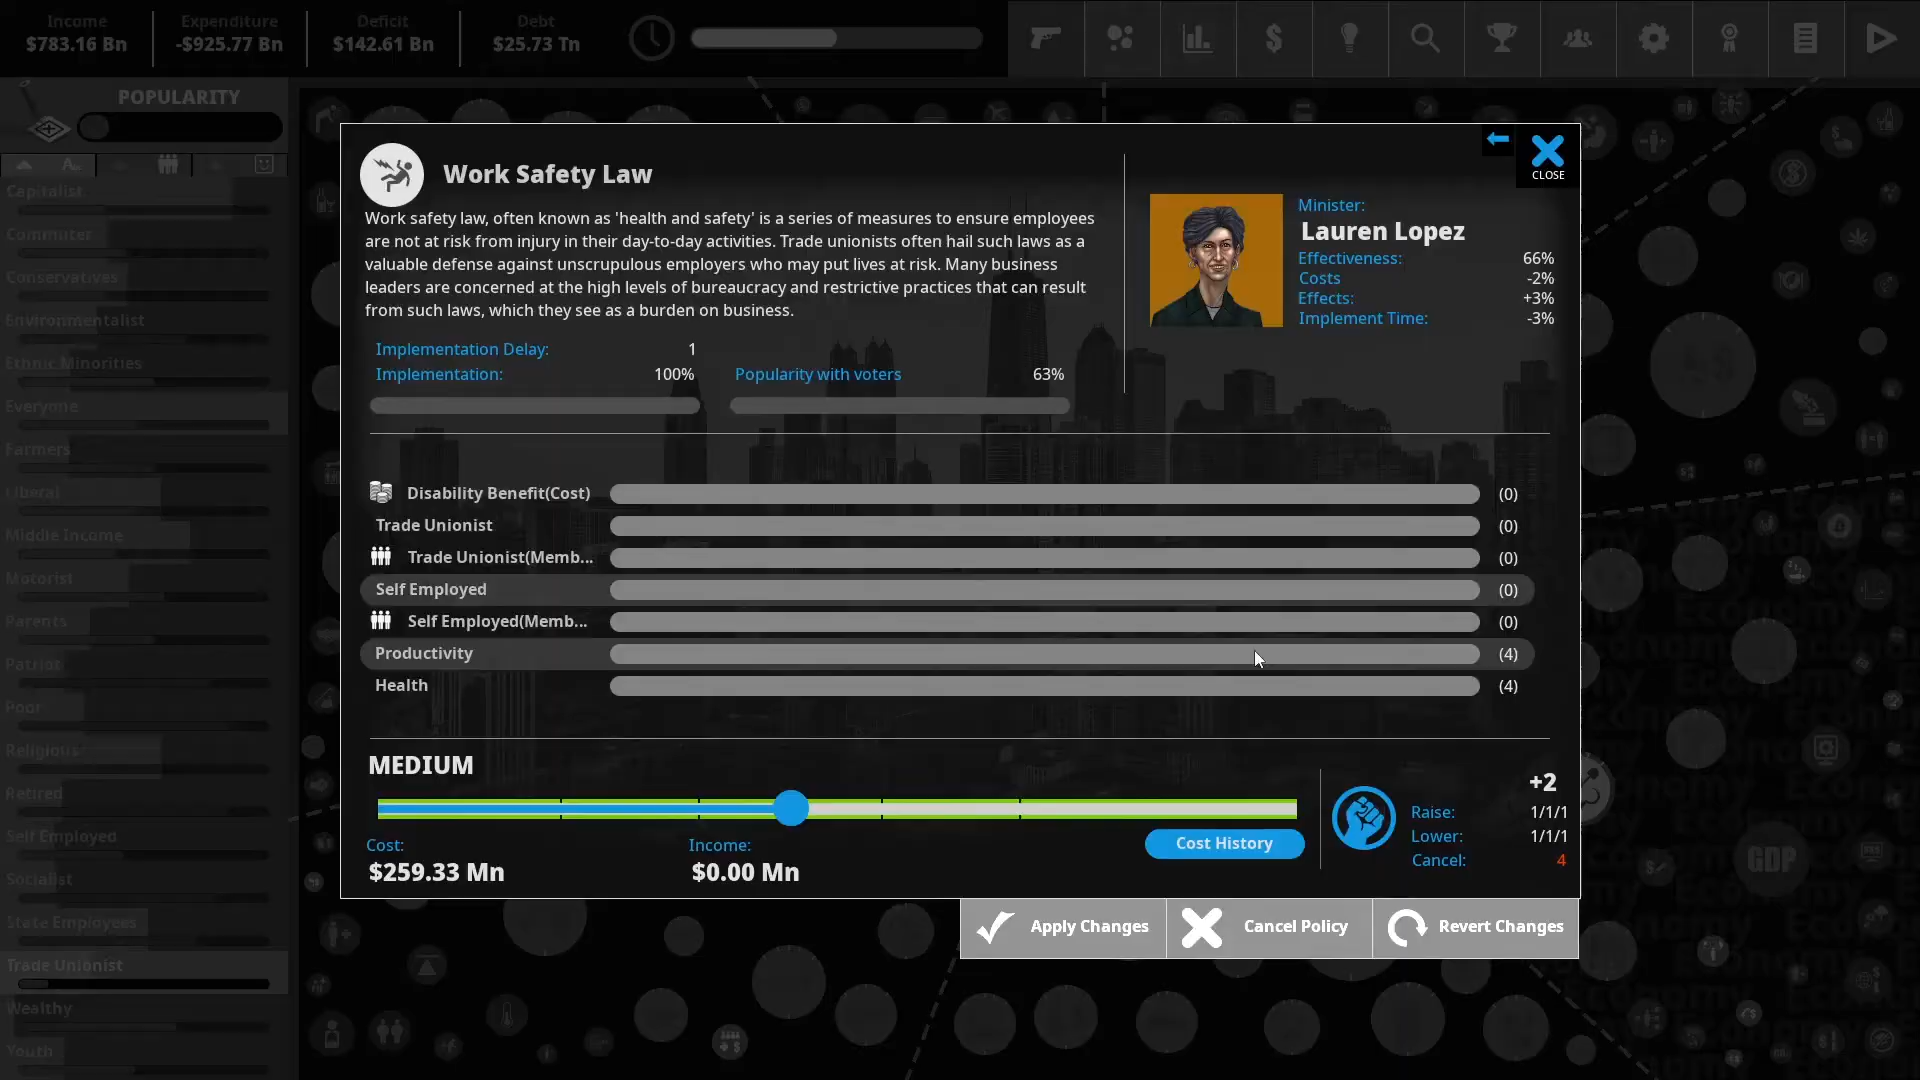 Income
$783.16 Bn
Expenditure
-$925.77 Bn
Deficit
$142.61 Bn
Debt
$25.73 Tn
POPULARITY
Capitalist
Commuter
Conservatives
Environmentalist
Ethnic Minorities
Everyone
Farmers
Liberal
Middle Income
Motorist
Parents
Patriot
Poor
Religious
Retired
Self Employed
Socialist
State Employees
Trade Unionist
Wealthy
Youth
Work Safety Law
Work safety law, often known as 'health and safety' is a series of measures to ensure employees
are not at risk from injury in their day-to-day activities. Trade unionists often hail such laws as a
valuable defense against unscrupulous employers who may put lives at risk. Many business
leaders are concerned at the high levels of bureaucracy and restrictive practices that can result
from such laws, which they see as a burden on business.
Implementation Delay: 1
Implementation: 100%
Popularity with voters 63%
CLOSE
Minister:
Lauren Lopez
Effectiveness: 66%
Costs -2%
Effects: +3%
Implement Time: -3%
Disability Benefit(Cost) (0)
Trade Unionist (0)
Trade Unionist(Memb... (0)
Self Employed (0)
Self Employed(Memb... (0)
Productivity (4)
Health (4)
MEDIUM
Cost:
$259.33 Mn
Income:
$0.00 Mn
Cost History
+2
Raise: 1/1/1
Lower: 1/1/1
Cancel: 4
Apply Changes
Cancel Policy
Revert Changes
GDP